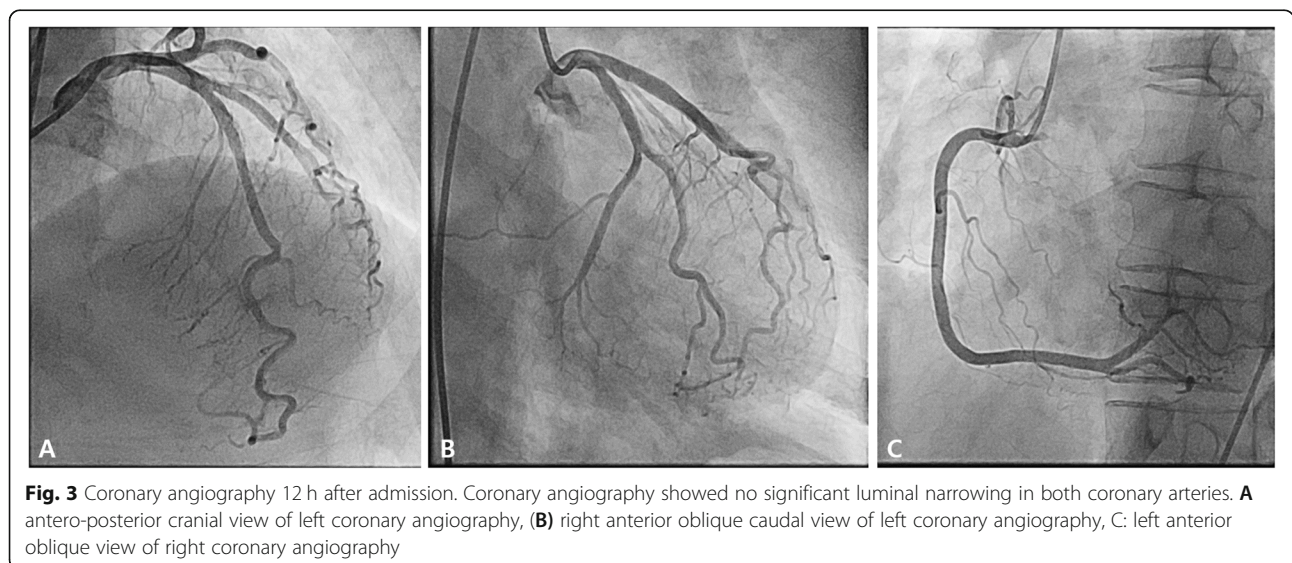 A
B
C
Fig. 3 Coronary angiography 12 h after admission. Coronary angiography showed no significant luminal narrowing in both coronary arteries. A
antero-posterior cranial view of left coronary angiography, (B) right anterior oblique caudal view of left coronary angiography, C: left anterior
oblique view of right coronary angiography